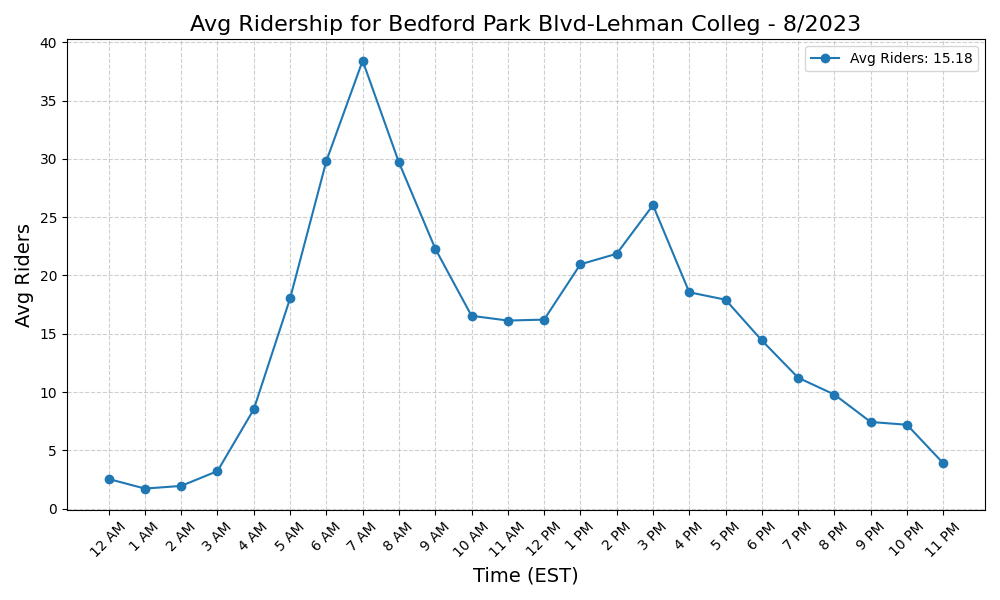 Avg Ridership for Bedford Park Blvd-Lehman Colleg - 8/2023
Avg Riders: 15.18
Avg Riders
40
35
30
25
20
15
10
5
0
12 AM
1 AM
2 AM
3 AM
4 AM
5 AM
6 AM
7 AM
8 AM
9 AM
10 AM
11 AM
12 PM
1 PM
2 PM
3 PM
4 PM
5 PM
6 PM
7 PM
8 PM
9 PM
10 PM
11 PM
Time (EST)